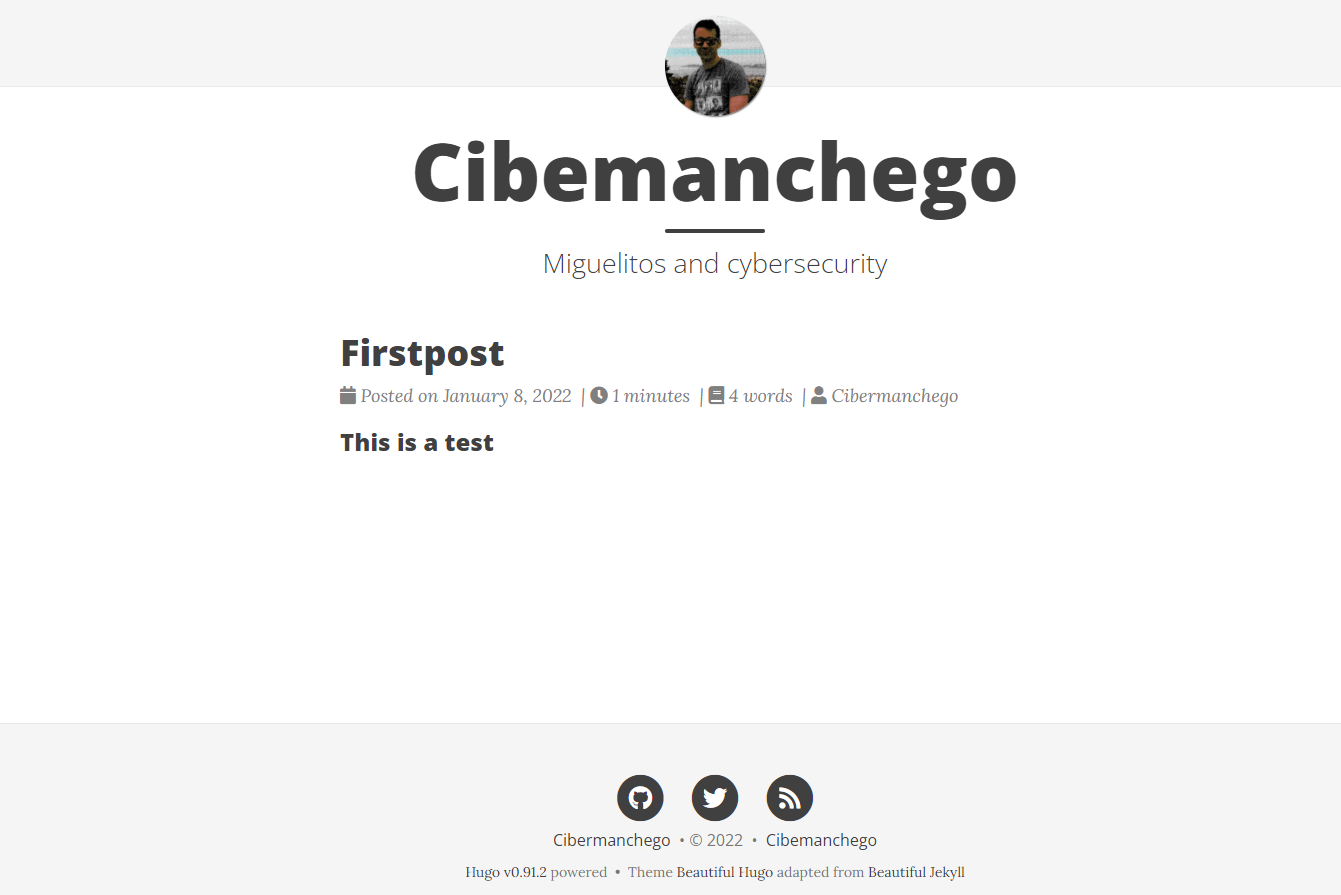 Cibemanchego
Miguelitos and cybersecurity
Firstpost
Posted on January 8, 2022 | 1 minutes | 4 words | Cibermanchego
This is a test
Cibermanchego • © 2022 • Cibemanchego
Hugo v0.91.2 powered • Theme Beautiful Hugo adapted from Beautiful Jekyll